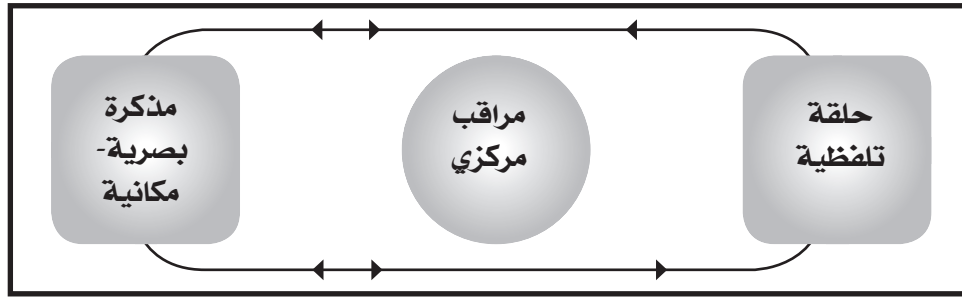 حلقة
تلفظية
مراقب
مركزي
مذكرة
بصرية-
مكانية